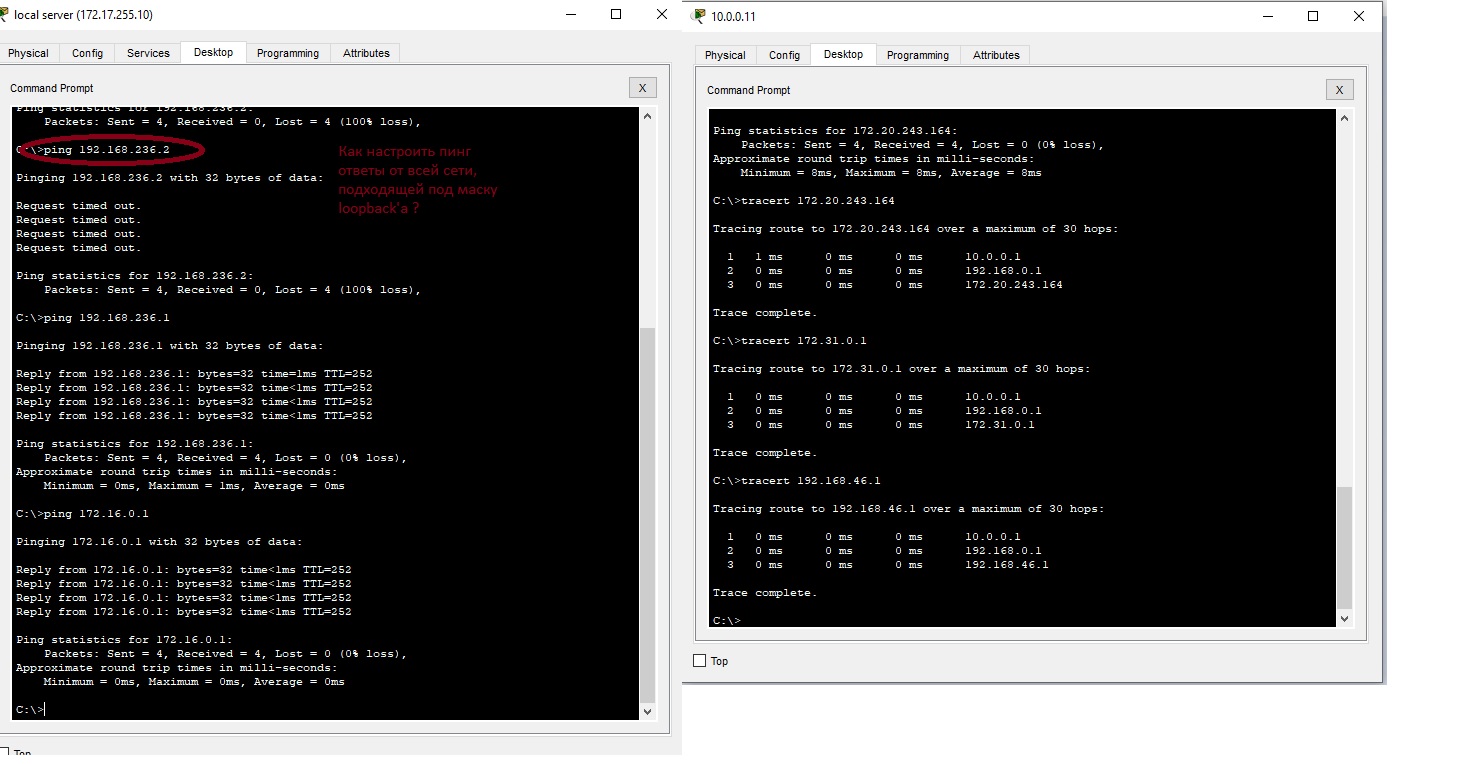 local server (172.17.255.10)
Physical Config Services Desktop Programming Attributes
Command Prompt
X
Ping statistics for 192.168.236.2:
Packets: Sent = 4, Received = 0, Lost = 4 (100% loss),
C:\>ping 192.168.236.2
Как настроить пинг
ответы от всей сети,
подходящей под маску
loopback'a ?
Pinging 192.168.236.2 with 32 bytes of data:
Request timed out.
Request timed out.
Request timed out.
Request timed out.
Ping statistics for 192.168.236.2:
Packets: Sent = 4, Received = 0, Lost = 4 (100% loss),
C:\>ping 192.168.236.1
Pinging 192.168.236.1 with 32 bytes of data:
Reply from 192.168.236.1: bytes=32 time=1ms TTL=252
Reply from 192.168.236.1: bytes=32 time<1ms TTL=252
Reply from 192.168.236.1: bytes=32 time<1ms TTL=252
Reply from 192.168.236.1: bytes=32 time<1ms TTL=252
Ping statistics for 192.168.236.1:
Packets: Sent = 4, Received = 4, Lost = 0 (0% loss),
Approximate round trip times in milli-seconds:
Minimum = 0ms, Maximum = 1ms, Average = 0ms
C:\>ping 172.16.0.1
Pinging 172.16.0.1 with 32 bytes of data:
Reply from 172.16.0.1: bytes=32 time<1ms TTL=252
Reply from 172.16.0.1: bytes=32 time<1ms TTL=252
Reply from 172.16.0.1: bytes=32 time<1ms TTL=252
Reply from 172.16.0.1: bytes=32 time<1ms TTL=252
Ping statistics for 172.16.0.1:
Packets: Sent = 4, Received = 4, Lost = 0 (0% loss),
Approximate round trip times in milli-seconds:
Minimum = 0ms, Maximum = 0ms, Average = 0ms
C:\>
Top
10.0.0.11
Physical Config Desktop Programming Attributes
Command Prompt
X
Ping statistics for 172.20.243.164:
Packets: Sent = 4, Received = 4, Lost = 0 (0% loss),
Approximate round trip times in milli-seconds:
Minimum = 8ms, Maximum = 8ms, Average = 8ms
C:\>tracert 172.20.243.164
Tracing route to 172.20.243.164 over a maximum of 30 hops:
1 1 ms 0 ms 0 ms 10.0.0.1
2 0 ms 0 ms 0 ms 192.168.0.1
3 0 ms 0 ms 0 ms 172.20.243.164
Trace complete.
C:\>tracert 172.31.0.1
Tracing route to 172.31.0.1 over a maximum of 30 hops:
1 0 ms 0 ms 0 ms 10.0.0.1
2 0 ms 0 ms 0 ms 192.168.0.1
3 0 ms 0 ms 0 ms 172.31.0.1
Trace complete.
C:\>tracert 192.168.46.1
Tracing route to 192.168.46.1 over a maximum of 30 hops:
1 0 ms 0 ms 0 ms 10.0.0.1
2 0 ms 0 ms 0 ms 192.168.0.1
3 0 ms 0 ms 0 ms 192.168.46.1
Trace complete.
C:\>
Top